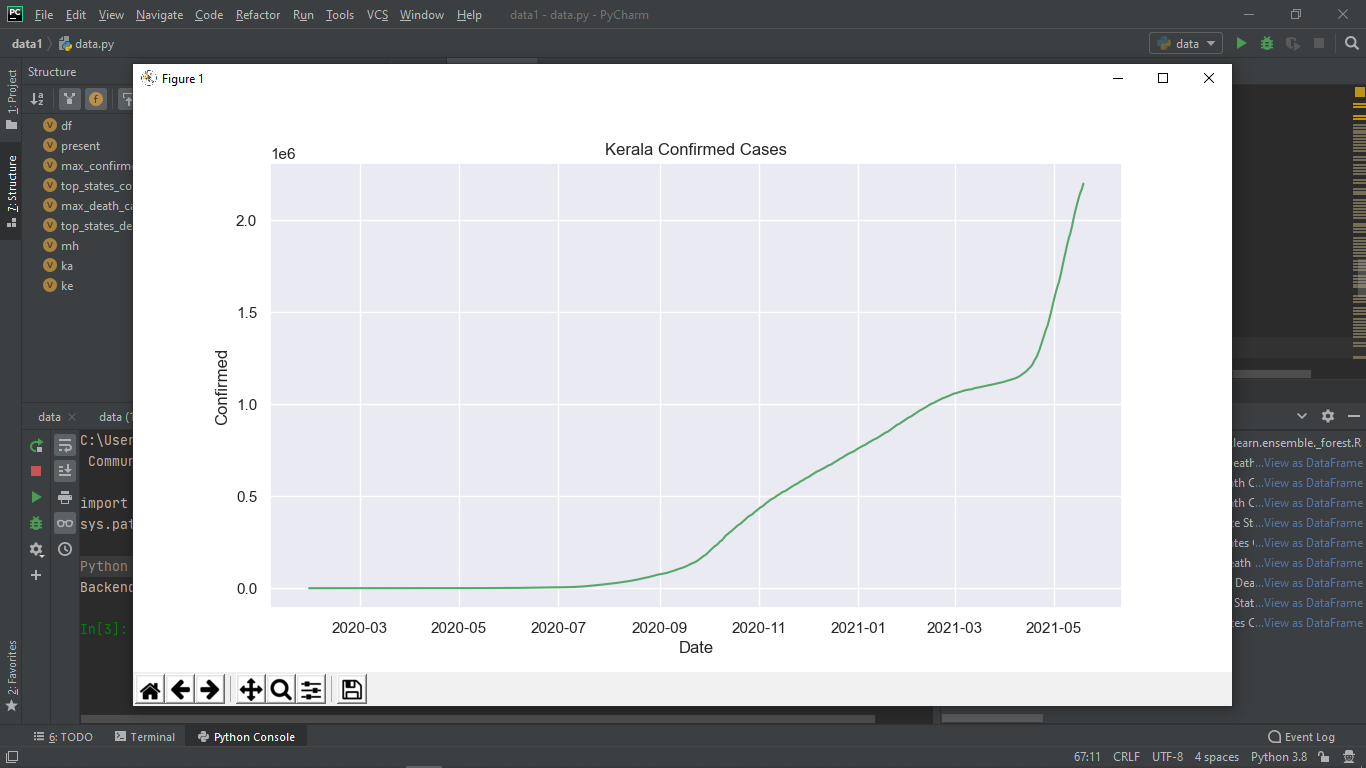 PC File Edit View Navigate Code Refactor Run Tools VCS Window Help data1 - data.py - PyCharm
data1 data.py data
1: Project
7: Structure
2: Favorites
Structure
df
present
max_confirm
top_states_co
max_death_ca
top_states_de
mh
ka
ke
Figure 1
Kerala Confirmed Cases
1e6
2.0
1.5
1.0
0.5
0.0
Confirmed
2020-03 2020-05 2020-07 2020-09 2020-11 2021-01 2021-03 2021-05
Date
data data (
C:\User
Commun
import
sys.pat
Python
Backend
In[3]:
learn.ensemble._forest.R
eath...View as DataFrame
th C...View as DataFrame
th C...View as DataFrame
e St...View as DataFrame
tes ...View as DataFrame
eath ...View as DataFrame
Dea...View as DataFrame
Stat...View as DataFrame
es C...View as DataFrame
6: TODO Terminal Python Console Event Log
67:11 CRLF UTF-8 4 spaces Python 3.8